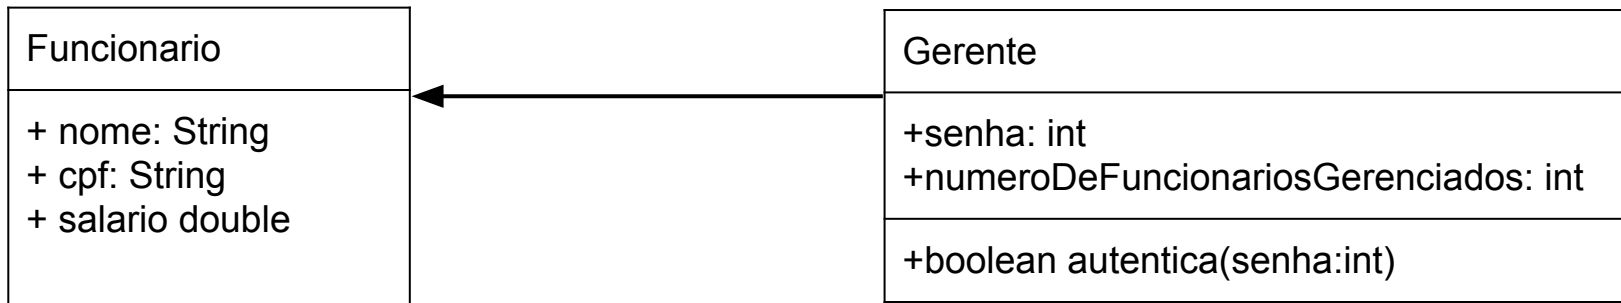 Funcionario
+ nome: String
+ cpf: String
+ salario double
Gerente
+senha: int
+numeroDeFuncionariosGerenciados: int
+boolean autentica(senha:int)